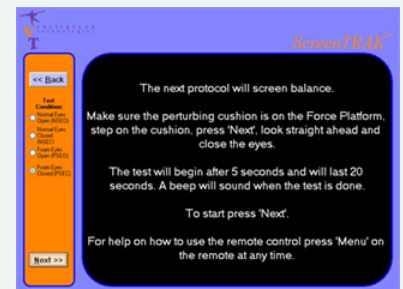 VT
ScreenTRAK
<< Back
Test
Condition:
Normal Eyes
Open (NSEO)
Normal Eyes
Closed
(NSEC)
Foam Eyes
Open (PSEO)
Foam Eyes
Closed (PSEC)
Next >>
The next protocol will screen balance.
Make sure the perturbing cushion is on the Force Platform,
step on the cushion, press 'Next', look straight ahead and
close the eyes.
The test will begin after 5 seconds and will last 20
seconds. A beep will sound when the test is done.
To start press 'Next'.
For help on how to use the remote control press 'Menu' on
the remote at any time.